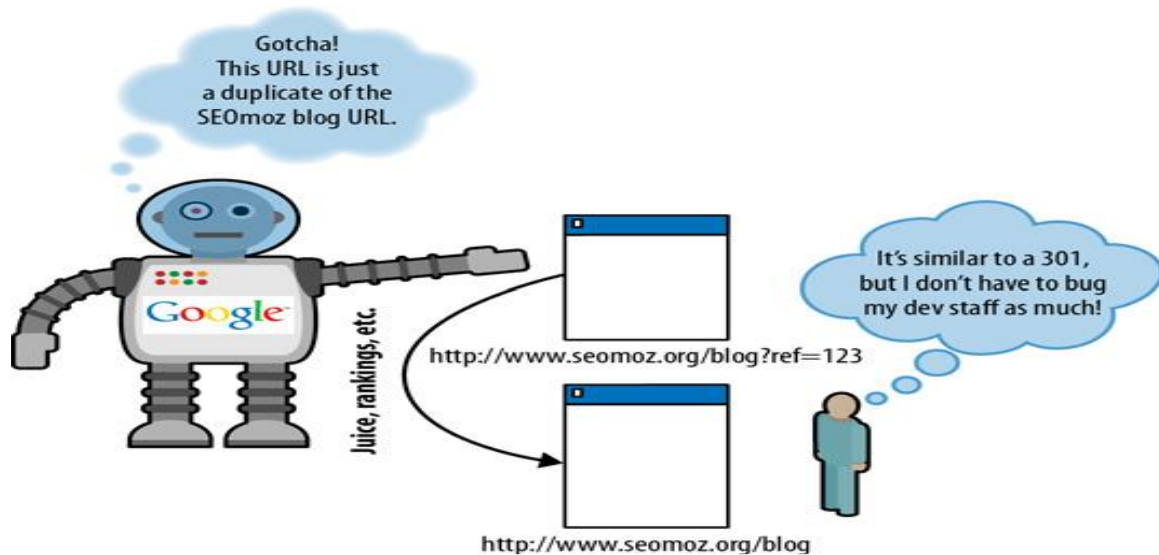 Gotcha!
This URL is just
a duplicate of the
SEOmoz blog URL.
Google
Juice, rankings, etc.
http://www.seomoz.org/blog?ref=123
It's similar to a 301,
but I don't have to bug
my dev staff as much!
http://www.seomoz.org/blog